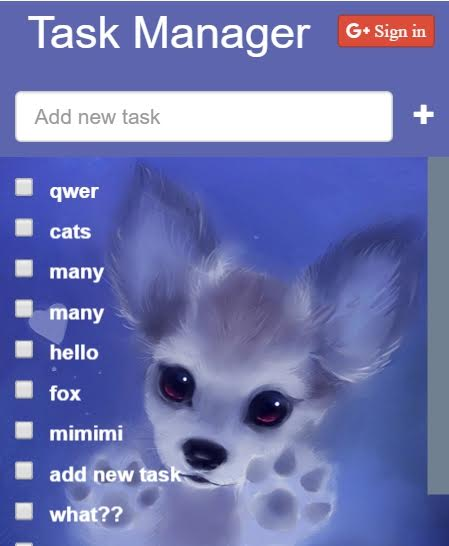 Task Manager
G+ Sign in
Add new task
qwer
cats
many
many
hello
fox
mimimi
add new task
what??